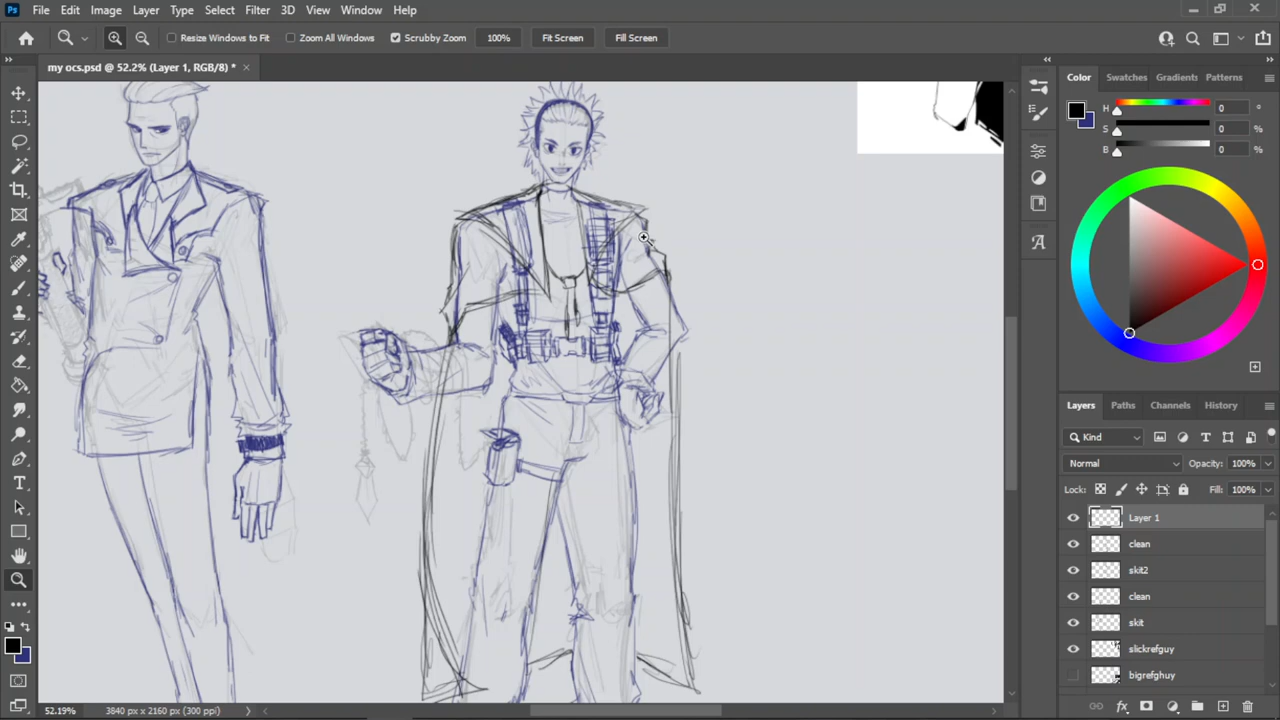 Ps File Edit Image Layer Type Select Filter 3D View Window Help
Resize Windows to Fit Zoom All Windows Scrubby Zoom 100% Fit Screen Fill Screen
my ocs.psd @ 52.2% (Layer 1, RGB/8) *
Color Swatches Gradients Patterns
H 0 °
S 0 %
B 0 %
Layers Paths Channels History
Kind
Normal Opacity: 100%
Lock: Fill: 100%
Layer 1
clean
skit2
clean
skit
slickrefguy
bigrefghuy
52.19% 3840 px x 2160 px (300 ppi)